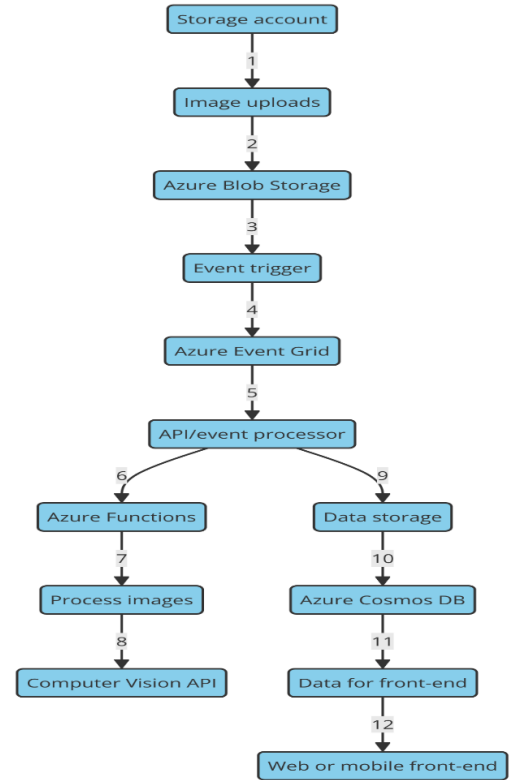 Storage account
1
Image uploads
2
Azure Blob Storage
3
Event trigger
4
Azure Event Grid
5
API/event processor
6
9
Azure Functions
Data storage
7
10
Process images
Azure Cosmos DB
8
11
Computer Vision API
Data for front-end
12
Web or mobile front-end